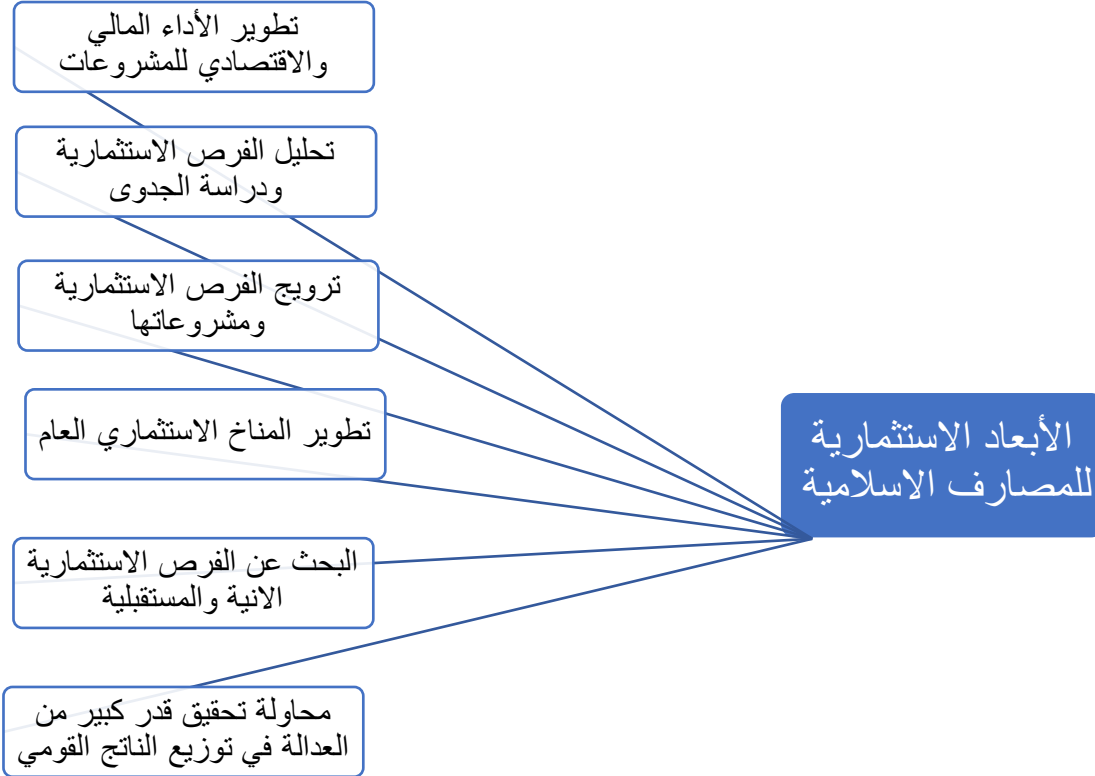 الأبعاد الاستثمارية
للمصارف الاسلامية
تطوير الأداء المالي
والاقتصادي للمشروعات
تحليل الفرص الاستثمارية
ودراسة الجدوى
ترويج الفرص الاستثمارية
ومشروعاتها
تطوير المناخ الاستثماري العام
البحث عن الفرص الاستثمارية
الانية والمستقبلية
محاولة تحقيق قدر كبير من
العدالة في توزيع الناتج القومي